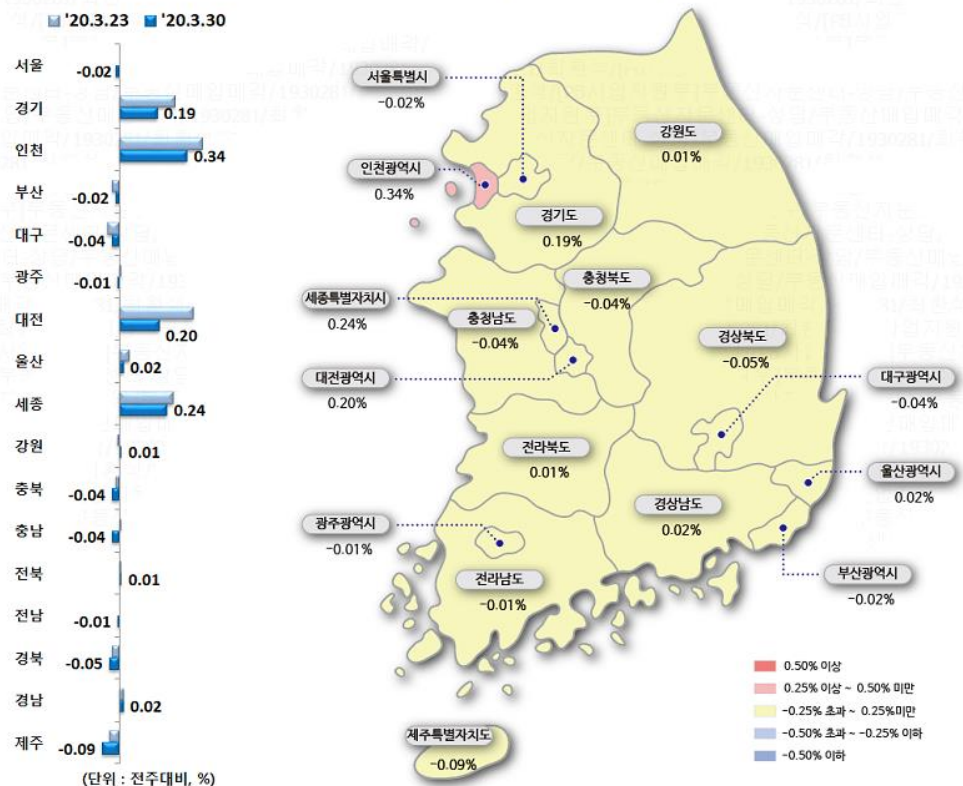 '20.3.23 '20.3.30
서울 -0.02
경기 0.19
인천 0.34
부산 -0.02
대구 -0.04
광주 -0.01
대전 0.20
울산 0.02
세종 0.24
강원 0.01
충북 -0.04
충남 -0.04
전북 0.01
전남 -0.01
경북 -0.05
경남 0.02
제주 -0.09
(단위 : 전주대비, %)
서울특별시
-0.02%
강원도
0.01%
인천광역시
0.34%
경기도
0.19%
충청북도
-0.04%
세종특별자치시
0.24%
충청남도
-0.04%
경상북도
-0.05%
대전광역시
0.20%
대구광역시
-0.04%
전라북도
0.01%
울산광역시
0.02%
경상남도
0.02%
광주광역시
-0.01%
전라남도
-0.01%
부산광역시
-0.02%
제주특별자치도
-0.09%
0.50% 이상
0.25% 이상 ~ 0.50% 미만
-0.25% 초과 ~ 0.25%미만
-0.50% 초과 ~ -0.25% 이하
-0.50% 이하